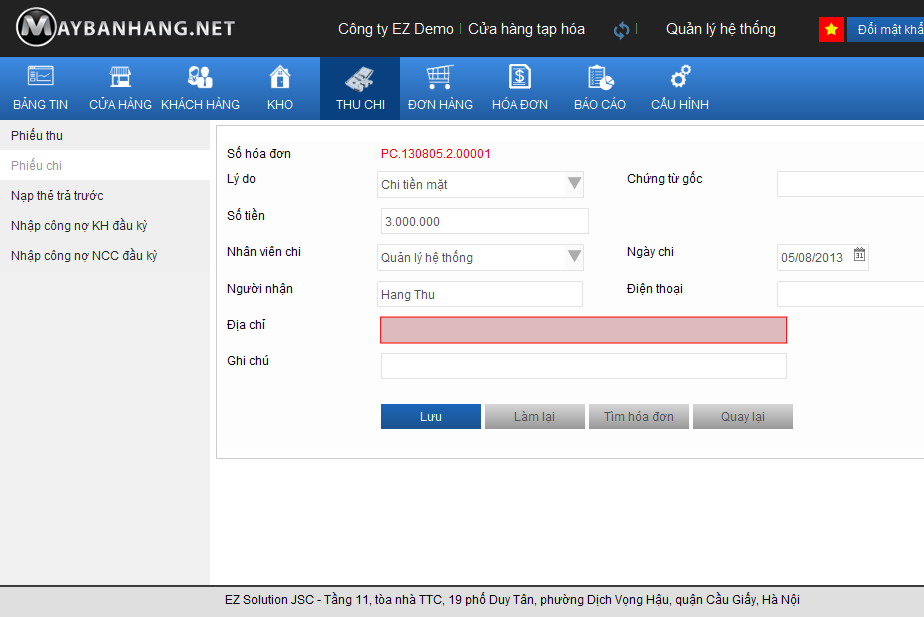 MAYBANHANG.NET
Công ty EZ Demo | Cửa hàng tạp hóa | Quản lý hệ thống
BẢNG TIN CỬA HÀNG KHÁCH HÀNG KHO THU CHI ĐƠN HÀNG HÓA ĐƠN BÁO CÁO CẤU HÌNH
Phiếu thu
Phiếu chi
Nạp thẻ trả trước
Nhập công nợ KH đầu kỳ
Nhập công nợ NCC đầu kỳ
Số hóa đơn PC.130805.2.00001
Lý do Chi tiền mặt Chứng từ gốc
Số tiền 3.000.000
Nhân viên chi Quản lý hệ thống Ngày chi 05/08/2013 31
Người nhận Hang Thu Điện thoại
Địa chỉ
Ghi chú
Lưu Làm lại Tìm hóa đơn Quay lại
EZ Solution JSC - Tầng 11, tòa nhà TTC, 19 phố Duy Tân, phường Dịch Vọng Hậu, quận Cầu Giấy, Hà Nội